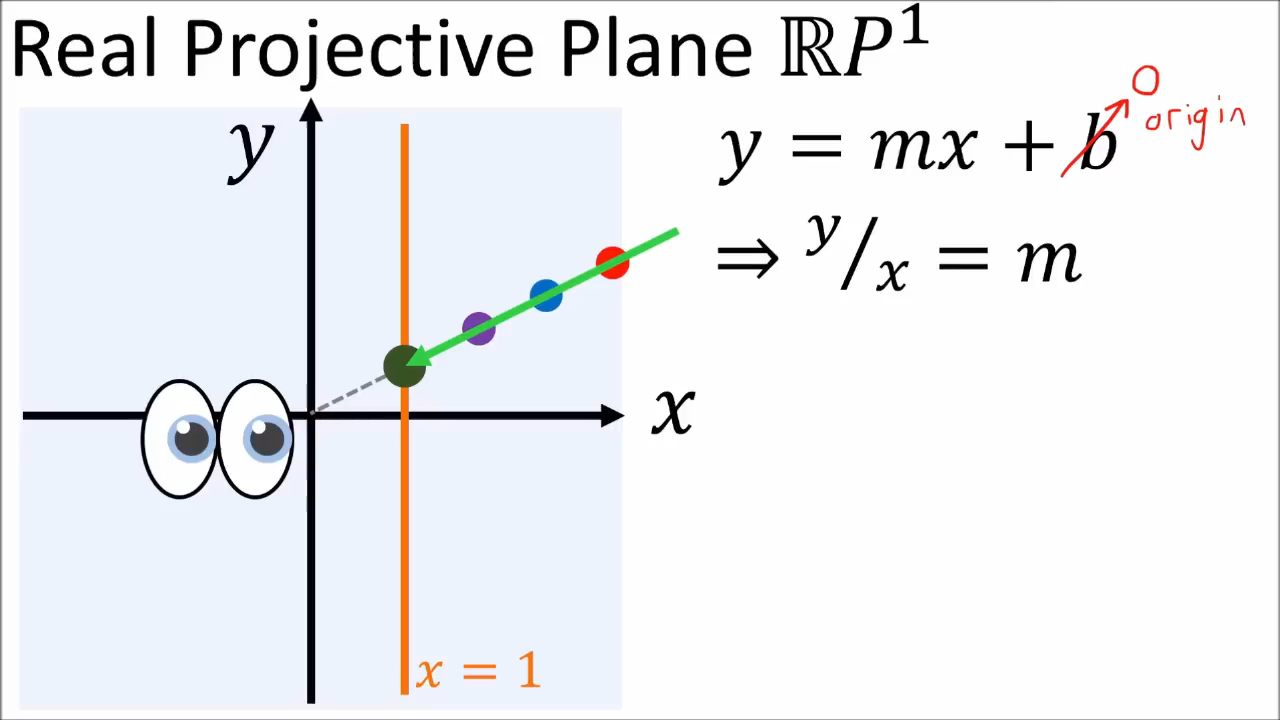 Real Projective Plane ℝP¹
y
x
x = 1
y = mx + b
0
origin
⇒ y/x = m